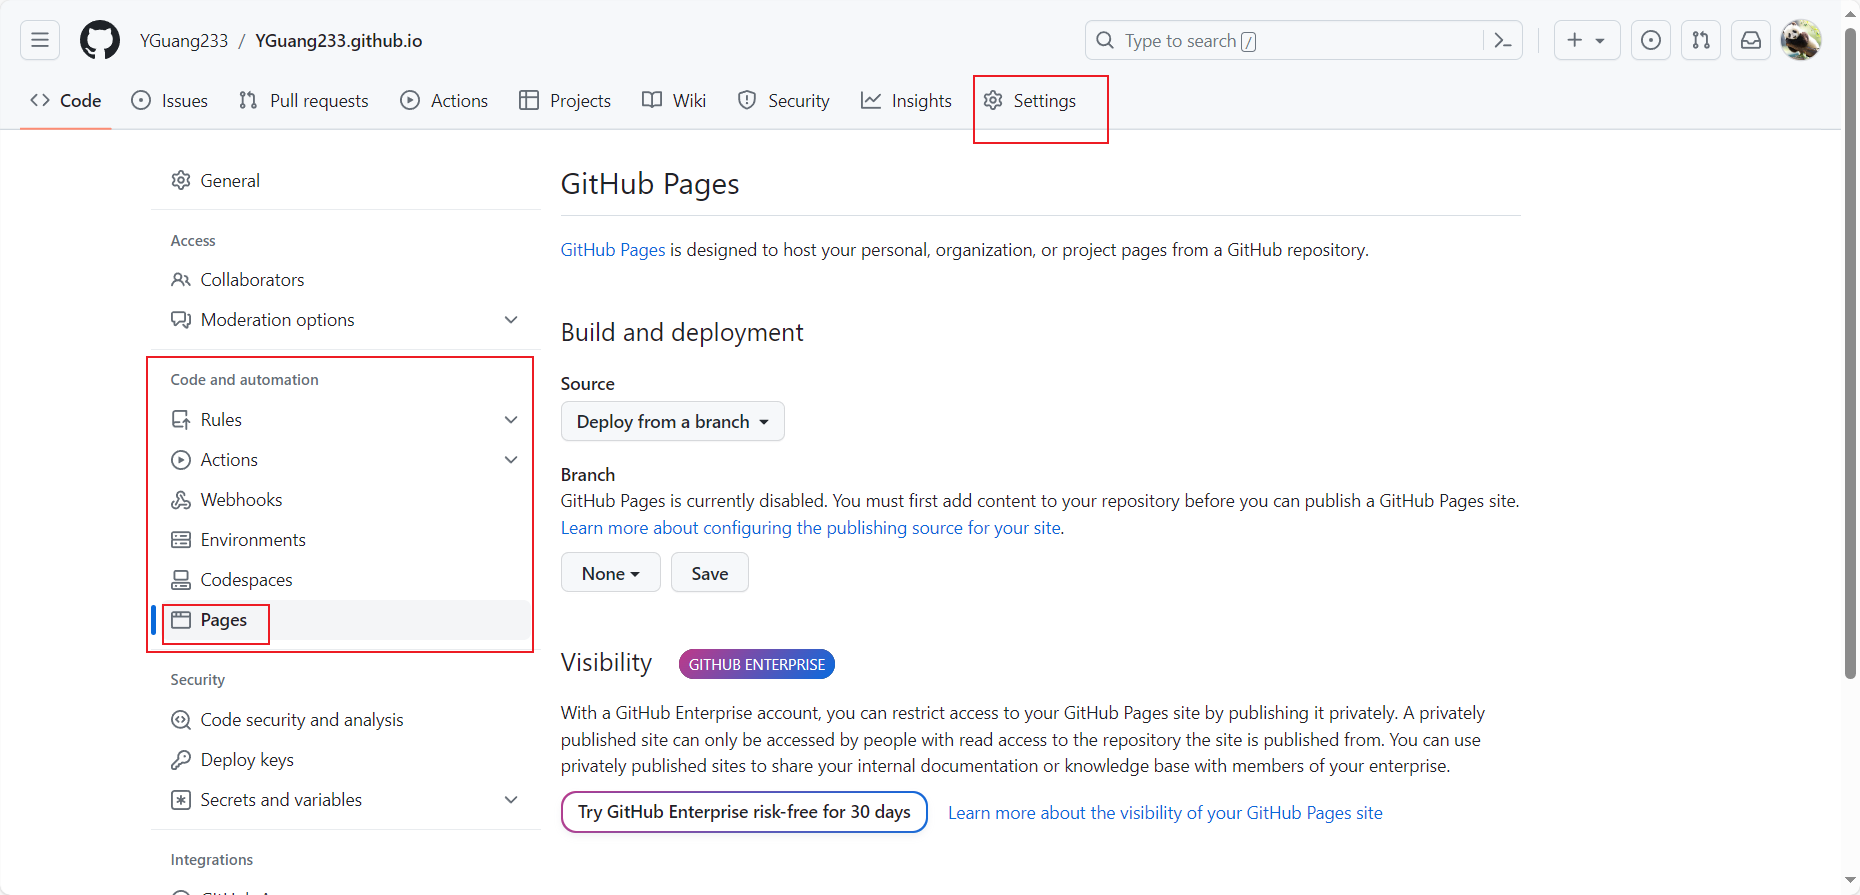 YGuang233 / YGuang233.github.io
Type to search /
Code
Issues
Pull requests
Actions
Projects
Wiki
Security
Insights
Settings
General
Access
Collaborators
Moderation options
Code and automation
Rules
Actions
Webhooks
Environments
Codespaces
Pages
Security
Code security and analysis
Deploy keys
Secrets and variables
Integrations
GitHub Pages
GitHub Pages is designed to host your personal, organization, or project pages from a GitHub repository.
Build and deployment
Source
Deploy from a branch
Branch
GitHub Pages is currently disabled. You must first add content to your repository before you can publish a GitHub Pages site.
Learn more about configuring the publishing source for your site.
None
Save
Visibility
GITHUB ENTERPRISE
With a GitHub Enterprise account, you can restrict access to your GitHub Pages site by publishing it privately. A privately
published site can only be accessed by people with read access to the repository the site is published from. You can use
privately published sites to share your internal documentation or knowledge base with members of your enterprise.
Try GitHub Enterprise risk-free for 30 days
Learn more about the visibility of your GitHub Pages site